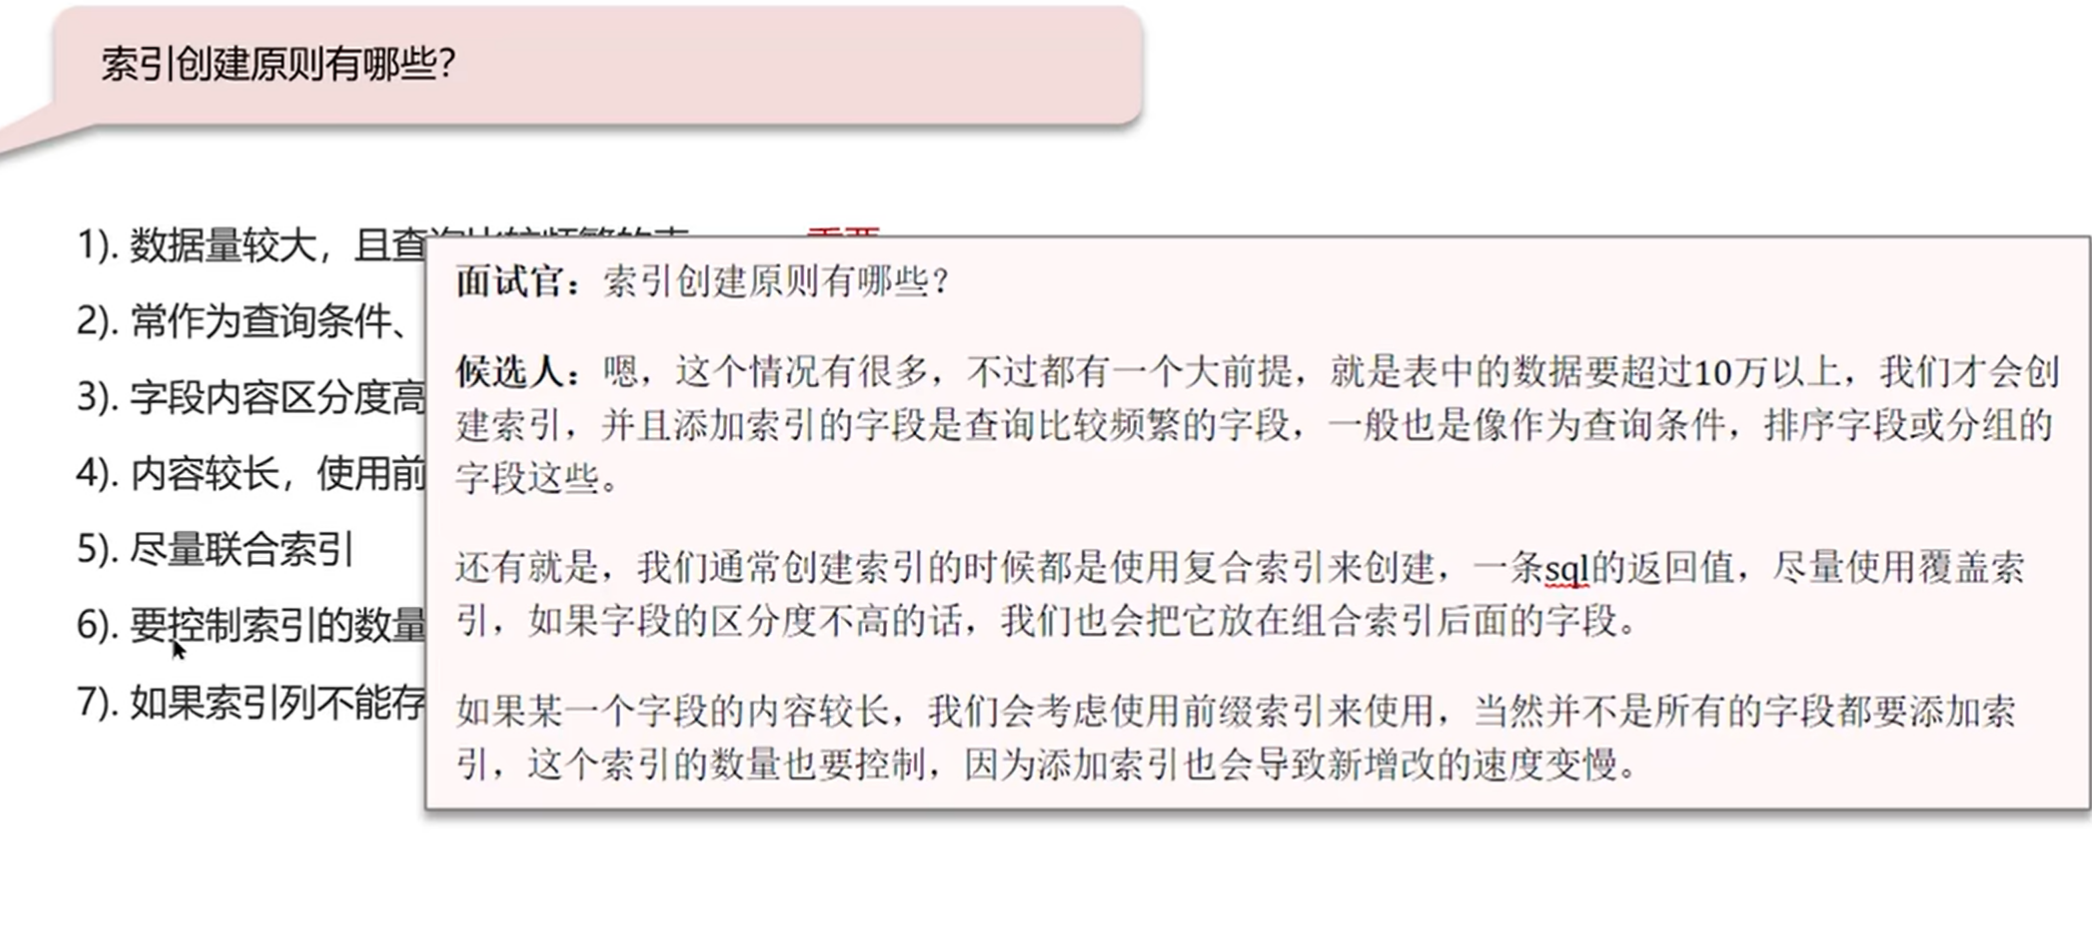 索引创建原则有哪些？
1). 数据量较大，且查询比较频繁的表 重要
2). 常作为查询条件、
3). 字段内容区分度高
4). 内容较长，使用前
5). 尽量联合索引
6). 要控制索引的数量
7). 如果索引列不能存
面试官：索引创建原则有哪些？
候选人：嗯，这个情况有很多，不过都有一个大前提，就是表中的数据要超过10万以上，我们才会创
建索引，并且添加索引的字段是查询比较频繁的字段，一般也是像作为查询条件，排序字段或分组的
字段这些。
还有就是，我们通常创建索引的时候都是使用复合索引来创建，一条sql的返回值，尽量使用覆盖索
引，如果字段的区分度不高的话，我们也会把它放在组合索引后面的字段。
如果某一个字段的内容较长，我们会考虑使用前缀索引来使用，当然并不是所有的字段都要添加索
引，这个索引的数量也要控制，因为添加索引也会导致新增改的速度变慢。